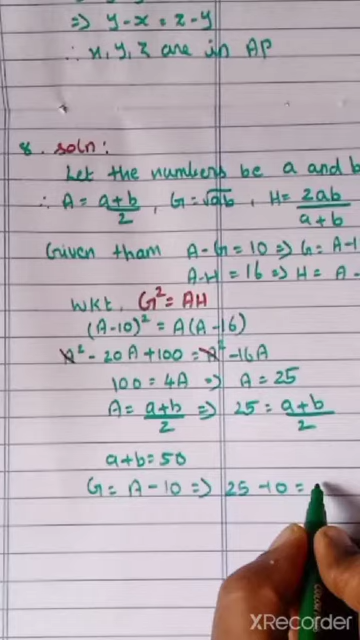 => y-x = z-y
∴ x, y, z are in AP
8. soln:
Let the numbers be a and b
∴ A = a+b/2 , G = √ab , H = 2ab/a+b
Given tham A-G = 10 => G = A-1
A-H = 16 => H = A-
WKT, G² = AH
(A-10)² = A(A-16)
A² - 20A + 100 = A² - 16A
100 = 4A => A = 25
A = a+b/2 => 25 = a+b/2
a+b = 50
G = A-10 => 25-10 =
XRecorder